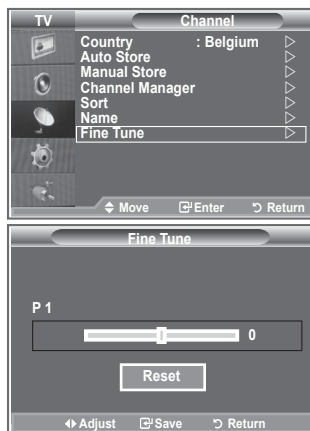 TV Channel
Country : Belgium
Auto Store
Manual Store
Channel Manager
Sort
Name
Fine Tune
Move Enter Return
Fine Tune
P 1
0
Reset
Adjust Save Return